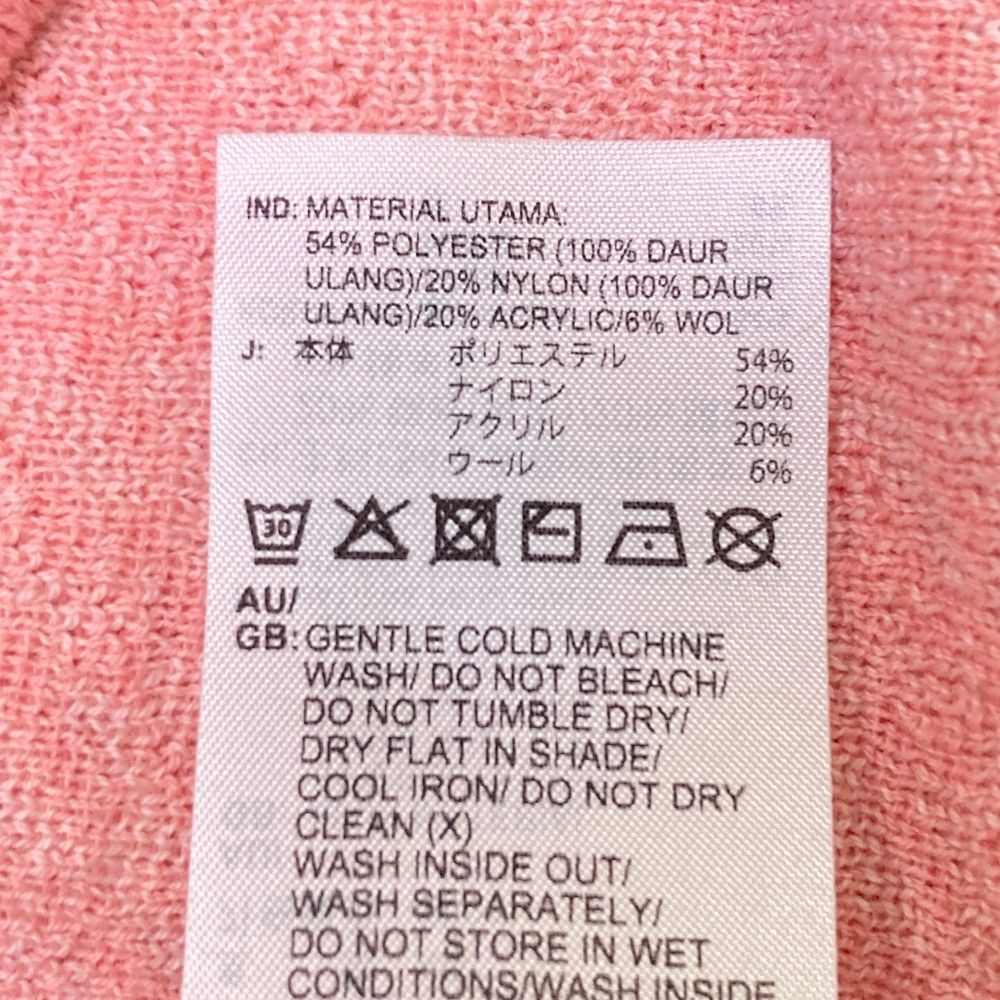 IND: MATERIAL UTAMA:
54% POLYESTER (100% DAUR
ULANG)/20% NYLON (100% DAUR
ULANG)/20% ACRYLIC/6% WOL
J: 本体 ポリエステル 54%
ナイロン 20%
アクリル 20%
ウール 6%
30
AU/
GB: GENTLE COLD MACHINE
WASH/ DO NOT BLEACH/
DO NOT TUMBLE DRY/
DRY FLAT IN SHADE/
COOL IRON/ DO NOT DRY
CLEAN (X)
WASH INSIDE OUT/
WASH SEPARATELY/
DO NOT STORE IN WET
CONDITIONS/WASH INSIDE